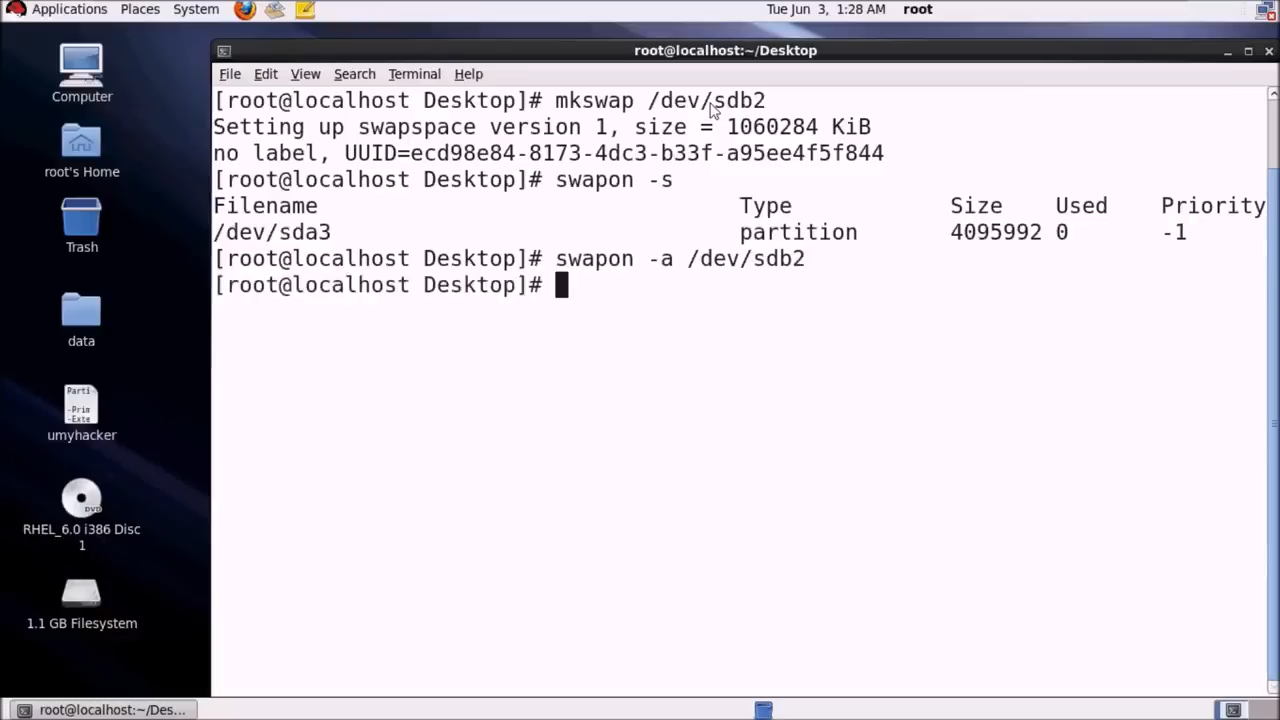 Applications Places System Tue Jun 3, 1:28 AM root
root@localhost:~/Desktop
File Edit View Search Terminal Help
[root@localhost Desktop]# mkswap /dev/sdb2
Setting up swapspace version 1, size = 1060284 KiB
no label, UUID=ecd98e84-8173-4dc3-b33f-a95ee4f5f844
[root@localhost Desktop]# swapon -s
Filename Type Size Used Priority
/dev/sda3 partition 4095992 0 -1
[root@localhost Desktop]# swapon -a /dev/sdb2
[root@localhost Desktop]#
Computer
root's Home
Trash
data
Parti
-Prim
-Exte
umyhacker
DVD
RHEL_6.0 i386 Disc
1
1.1 GB Filesystem
root@localhost:~/Des...